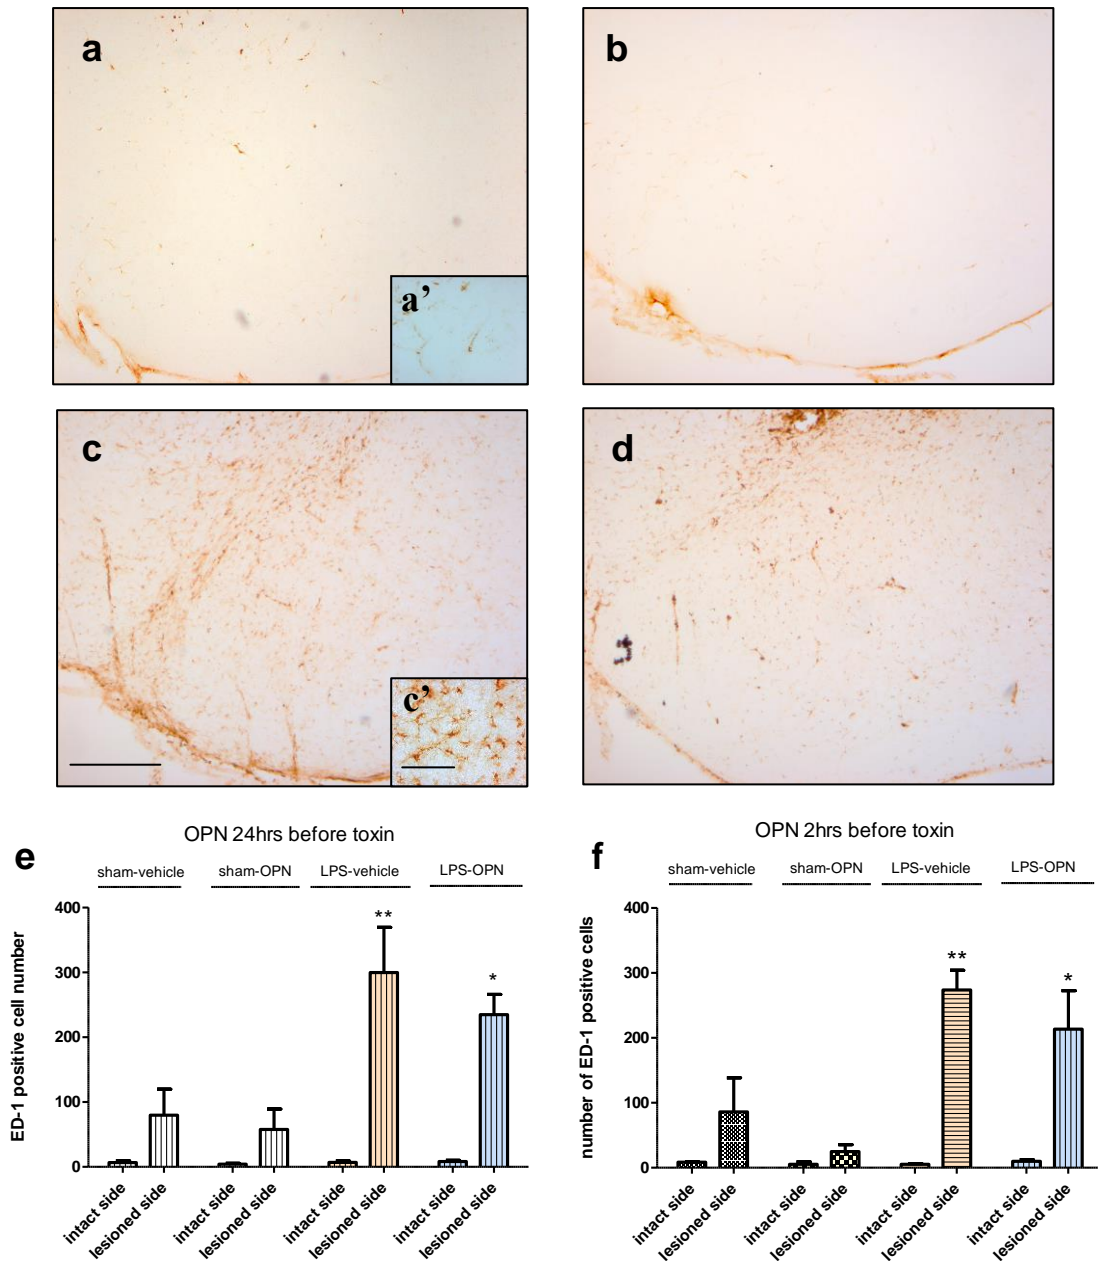 a
b
a’
c
d
c’
e
OPN 24hrs before toxin
sham-vehicle
sham-OPN
LPS-vehicle
LPS-OPN
ED-1 positive cell number
400
300
200
100
0
**
*
intact side
lesioned side
intact side
lesioned side
intact side
lesioned side
intact side
lesioned side
f
OPN 2hrs before toxin
sham-vehicle
sham-OPN
LPS-vehicle
LPS-OPN
number of ED-1 positive cells
400
300
200
100
0
**
*
intact side
lesioned side
intact side
lesioned side
intact side
lesioned side
intact side
lesioned side